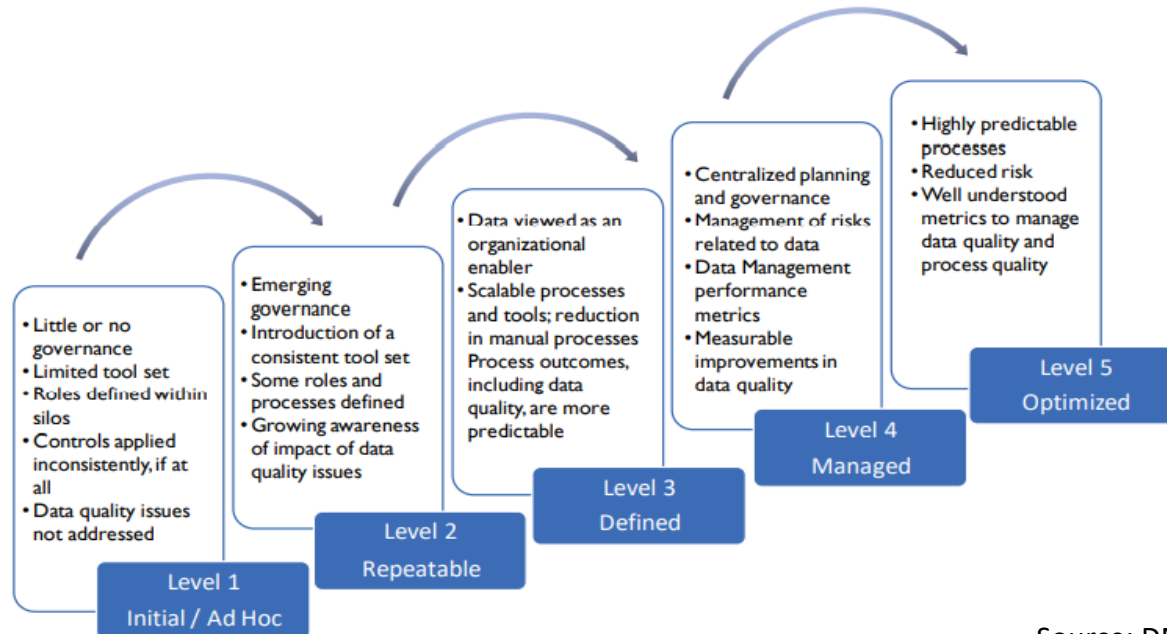 • Little or no
governance
• Limited tool set
• Roles defined within
silos
• Controls applied
inconsistently, if at
all
• Data quality issues
not addressed
Level 1
Initial / Ad Hoc
• Emerging
governance
• Introduction of a
consistent tool set
• Some roles and
processes defined
• Growing awareness
of impact of data
quality issues
Level 2
Repeatable
• Data viewed as an
organizational
enabler
• Scalable processes
and tools; reduction
in manual processes
Process outcomes,
including data
quality, are more
predictable
Level 3
Defined
• Centralized planning
and governance
• Management of risks
related to data
• Data Management
performance
metrics
• Measurable
improvements in
data quality
Level 4
Managed
• Highly predictable
processes
• Reduced risk
• Well understood
metrics to manage
data quality and
process quality
Level 5
Optimized